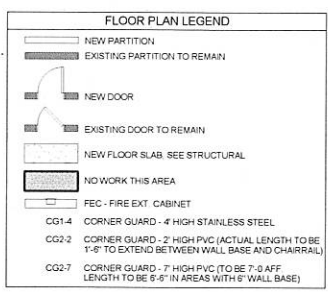 FLOOR PLAN LEGEND
NEW PARTITION
EXISTING PARTITION TO REMAIN
NEW DOOR
EXISTING DOOR TO REMAIN
NEW FLOOR SLAB. SEE STRUCTURAL
NO WORK THIS AREA
FEC - FIRE EXT. CABINET
CG1-4 CORNER GUARD - 4' HIGH STAINLESS STEEL
CG2-2 CORNER GUARD - 2' HIGH PVC (ACTUAL LENGTH TO BE
1'-6" TO EXTEND BETWEEN WALL BASE AND CHAIRRAIL)
CG2-7 CORNER GUARD - 7' HIGH PVC (TO BE 7'-0 AFF
LENGTH TO BE 6'-6" IN AREAS WITH 6" WALL BASE)